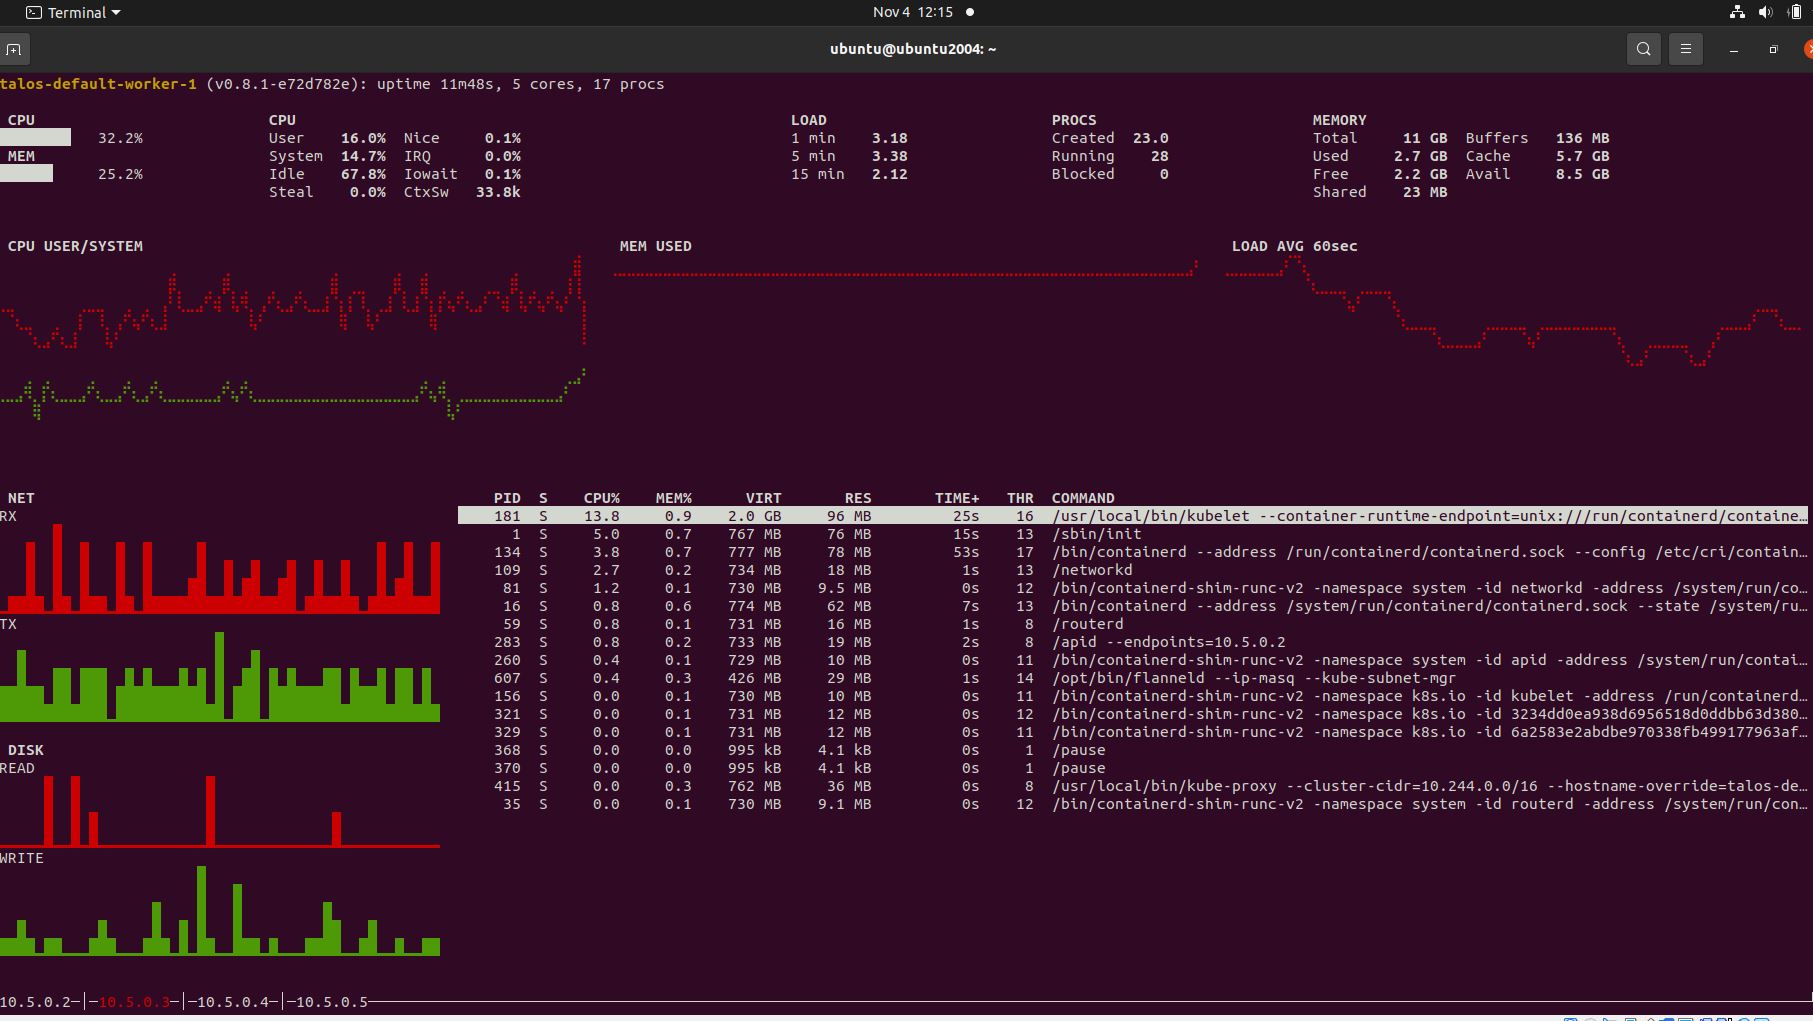 Terminal
Nov 4 12:15
ubuntu@ubuntu2004: ~
talos-default-worker-1 (v0.8.1-e72d782e): uptime 11m48s, 5 cores, 17 procs
CPU CPU LOAD PROCS MEMORY
32.2% User 16.0% Nice 0.1% 1 min 3.18 Created 23.0 Total 11 GB Buffers 136 MB
MEM System 14.7% IRQ 0.0% 5 min 3.38 Running 28 Used 2.7 GB Cache 5.7 GB
25.2% Idle 67.8% Iowait 0.1% 15 min 2.12 Blocked 0 Free 2.2 GB Avail 8.5 GB
Steal 0.0% CtxSw 33.8k Shared 23 MB
CPU USER/SYSTEM MEM USED LOAD AVG 60sec
NET
RX
TX
DISK
READ
WRITE
PID S CPU% MEM% VIRT RES TIME+ THR COMMAND
181 S 13.8 0.9 2.0 GB 96 MB 25s 16 /usr/local/bin/kubelet --container-runtime-endpoint=unix:///run/containerd/containe…
1 S 5.0 0.7 767 MB 76 MB 15s 13 /sbin/init
134 S 3.8 0.7 777 MB 78 MB 53s 17 /bin/containerd --address /run/containerd/containerd.sock --config /etc/cri/contain…
109 S 2.7 0.2 734 MB 18 MB 1s 13 /networkd
81 S 1.2 0.1 730 MB 9.5 MB 0s 12 /bin/containerd-shim-runc-v2 -namespace system -id networkd -address /system/run/co…
16 S 0.8 0.6 774 MB 62 MB 7s 13 /bin/containerd --address /system/run/containerd/containerd.sock --state /system/ru…
59 S 0.8 0.1 731 MB 16 MB 1s 8 /routerd
283 S 0.8 0.2 733 MB 19 MB 2s 8 /apid --endpoints=10.5.0.2
260 S 0.4 0.1 729 MB 10 MB 0s 11 /bin/containerd-shim-runc-v2 -namespace system -id apid -address /system/run/contai…
607 S 0.4 0.3 426 MB 29 MB 1s 14 /opt/bin/flanneld --ip-masq --kube-subnet-mgr
156 S 0.0 0.1 730 MB 10 MB 0s 11 /bin/containerd-shim-runc-v2 -namespace k8s.io -id kubelet -address /run/containerd…
321 S 0.0 0.1 731 MB 12 MB 0s 12 /bin/containerd-shim-runc-v2 -namespace k8s.io -id 3234dd0ea938d6956518d0ddbb63d380…
329 S 0.0 0.1 731 MB 12 MB 0s 11 /bin/containerd-shim-runc-v2 -namespace k8s.io -id 6a2583e2abdbe970338fb499177963af…
368 S 0.0 0.0 995 kB 4.1 kB 0s 1 /pause
370 S 0.0 0.0 995 kB 4.1 kB 0s 1 /pause
415 S 0.0 0.3 762 MB 36 MB 0s 8 /usr/local/bin/kube-proxy --cluster-cidr=10.244.0.0/16 --hostname-override=talos-de…
35 S 0.0 0.1 730 MB 9.1 MB 0s 12 /bin/containerd-shim-runc-v2 -namespace system -id routerd -address /system/run/con…
10.5.0.2 10.5.0.3 10.5.0.4 10.5.0.5